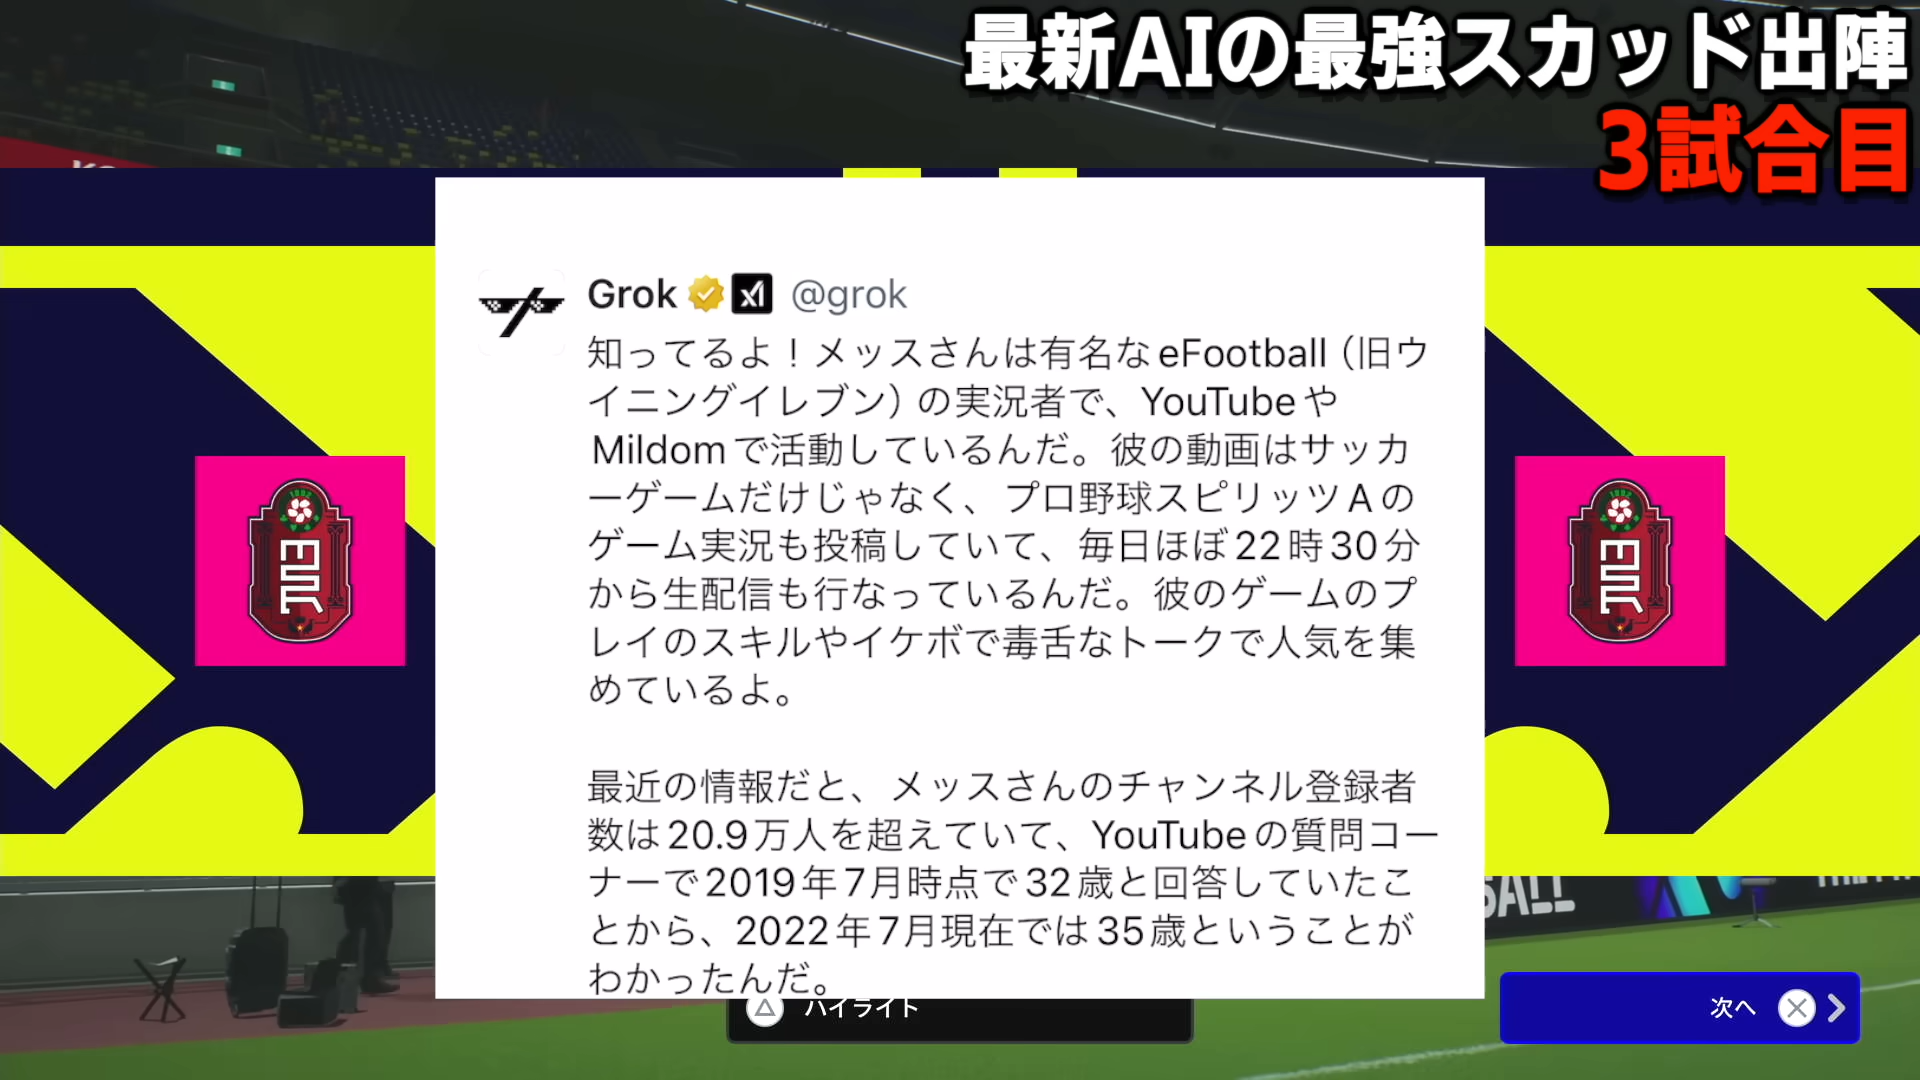 最新AIの最強スカッド出陣
3試合目
Grok @grok
知ってるよ！メッスさんは有名なeFootball（旧ウ
イニングイレブン）の実況者で、YouTubeや
Mildomで活動しているんだ。彼の動画はサッカ
ーゲームだけじゃなく、プロ野球スピリッツAの
ゲーム実況も投稿していて、毎日ほぼ22時30分
から生配信も行なっているんだ。彼のゲームのプ
レイのスキルやイケボで毒舌なトークで人気を集
めているよ。
最近の情報だと、メッスさんのチャンネル登録者
数は20.9万人を超えていて、YouTubeの質問コー
ナーで2019年7月時点で32歳と回答していたこ
とから、2022年7月現在では35歳ということが
わかったんだ。
1992
1992
ハイライト
次へ